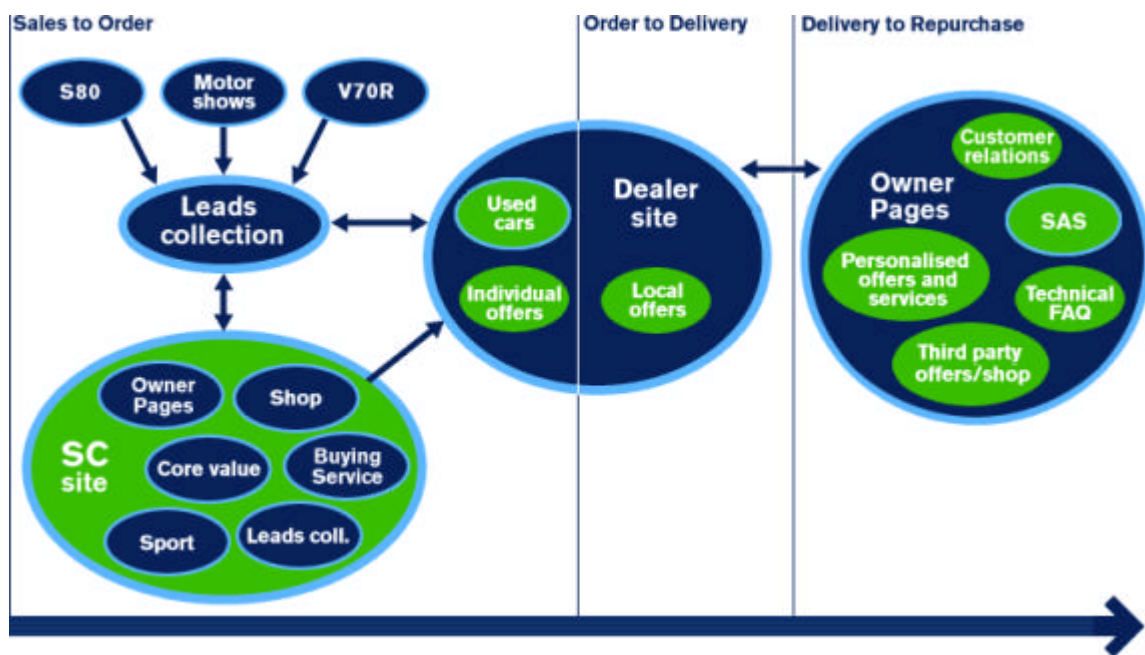 Sales to Order
Order to Delivery
Delivery to Repurchase
S80
Motor
shows
V70R
Leads
collection
Used
cars
Individual
offers
Dealer
site
Local
offers
Customer
relations
Owner
Pages
SAS
Personalised
offers and
services
Technical
FAQ
Third party
offers/shop
SC
site
Owner
Pages
Shop
Core value
Buying
Service
Sport
Leads coll.